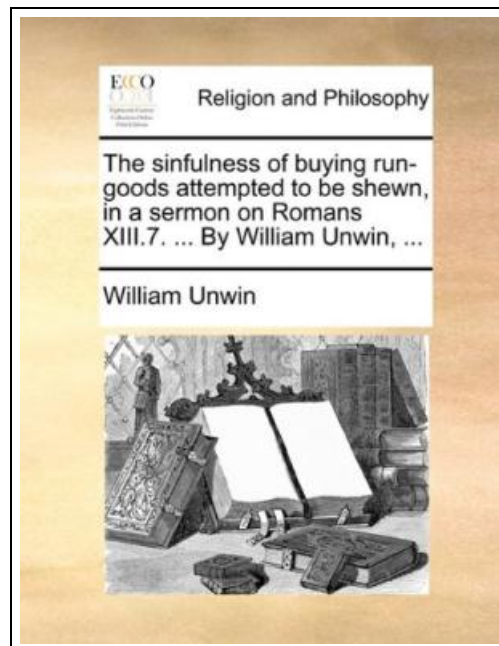 ECCO
Religion and Philosophy
The sinfulness of buying run-
goods attempted to be shewn,
in a sermon on Romans
XIII.7. ... By William Unwin, ...
William Unwin